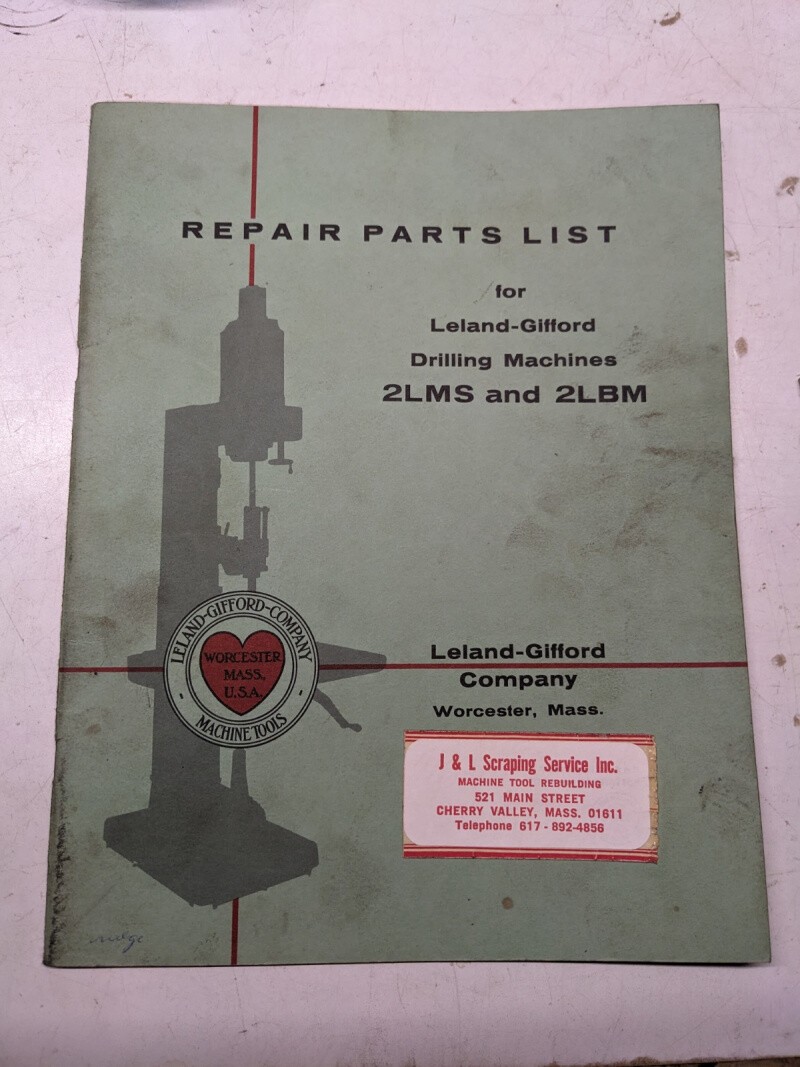 REPAIR PARTS LIST
for
Leland-Gifford
Drilling Machines
2LMS and 2LBM
LELAND-GIFFORD-COMPANY
WORCESTER
MASS.,
U.S.A.
- MACHINE TOOLS -
Leland-Gifford
Company
Worcester, Mass.
J & L Scraping Service Inc.
MACHINE TOOL REBUILDING
521 MAIN STREET
CHERRY VALLEY, MASS. 01611
Telephone 617-892-4856